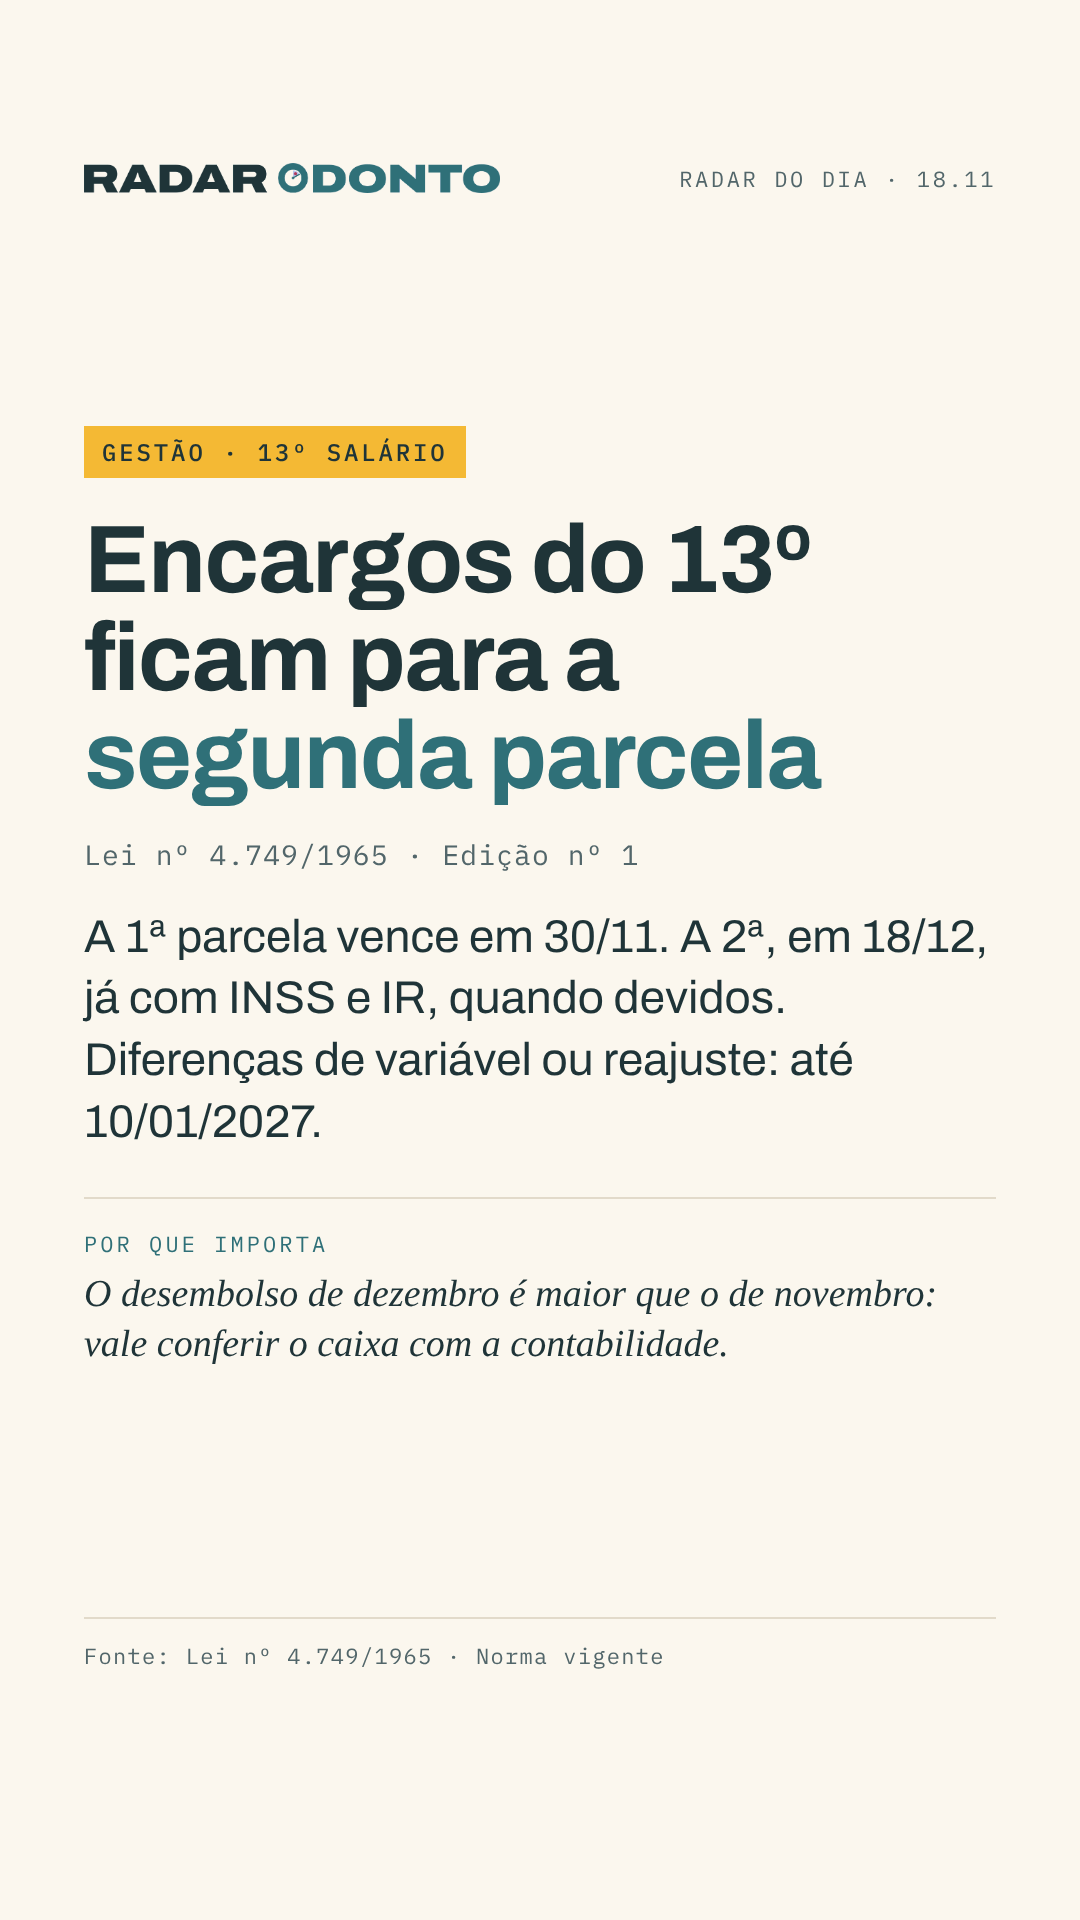 RADAR ODONTO
RADAR DO DIA · 18.11
GESTÃO · 13º SALÁRIO
Encargos do 13º
ficam para a
segunda parcela
Lei nº 4.749/1965 · Edição nº 1
A 1ª parcela vence em 30/11. A 2ª, em 18/12,
já com INSS e IR, quando devidos.
Diferenças de variável ou reajuste: até
10/01/2027.
POR QUE IMPORTA
O desembolso de dezembro é maior que o de novembro:
vale conferir o caixa com a contabilidade.
Fonte: Lei nº 4.749/1965 · Norma vigente